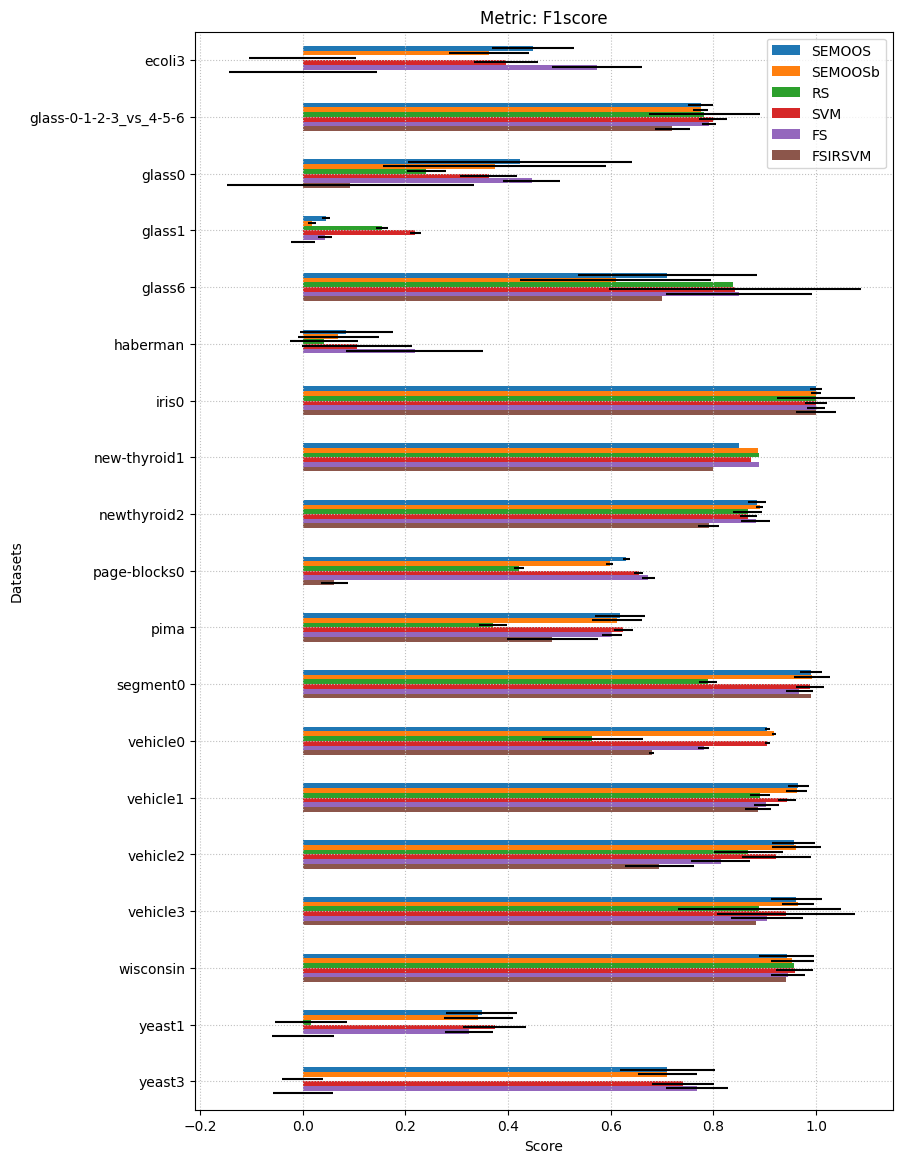 Metric: F1score
SEMOOS
SEMOOSb
RS
SVM
FS
FSIRSVM
Datasets
ecoli3
glass-0-1-2-3_vs_4-5-6
glass0
glass1
glass6
haberman
iris0
new-thyroid1
newthyroid2
page-blocks0
pima
segment0
vehicle0
vehicle1
vehicle2
vehicle3
wisconsin
yeast1
yeast3
−0.2 0.0 0.2 0.4 0.6 0.8 1.0
Score